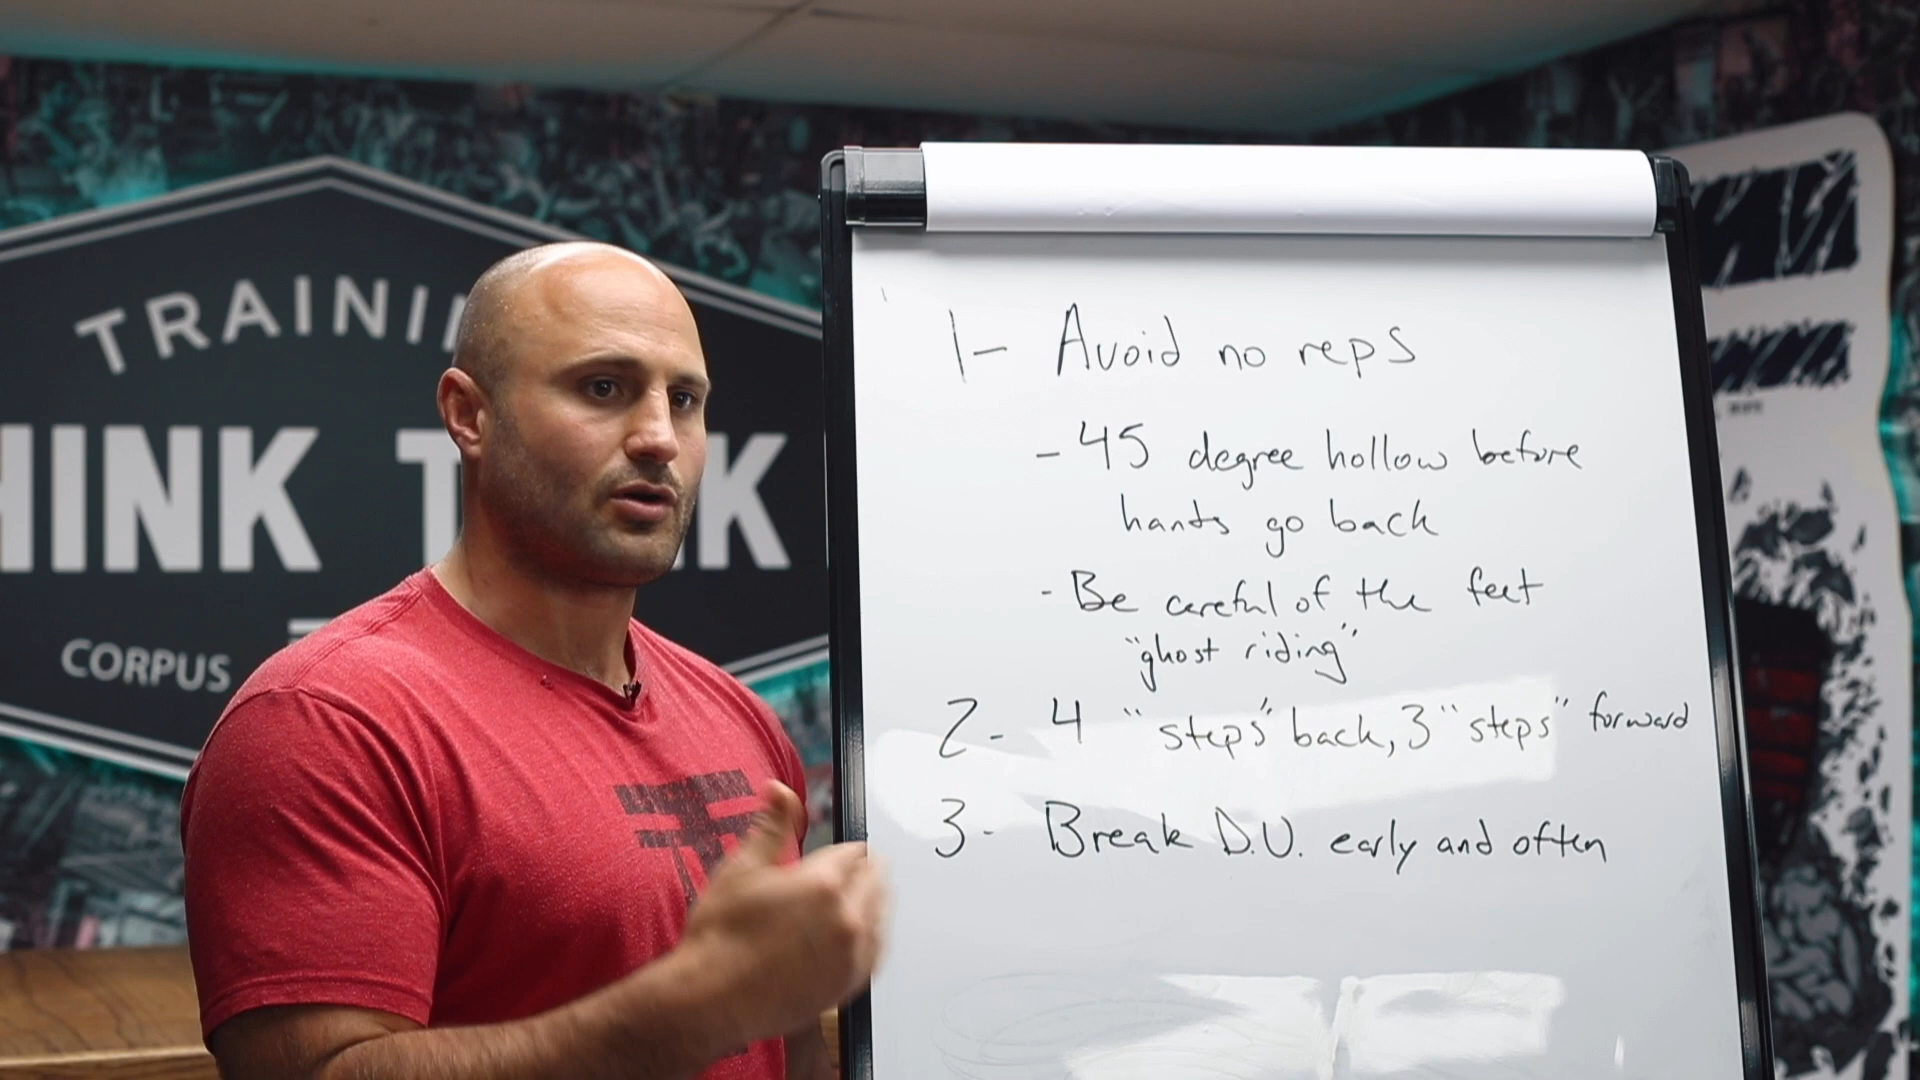 TRAINI
HINK T K
CORPUS
1- Avoid no reps
- 45 degree hollow before
hands go back
- Be careful of the feet
"ghost riding"
2- 4 "steps" back, 3 "steps" forward
3- Break D.U. early and often